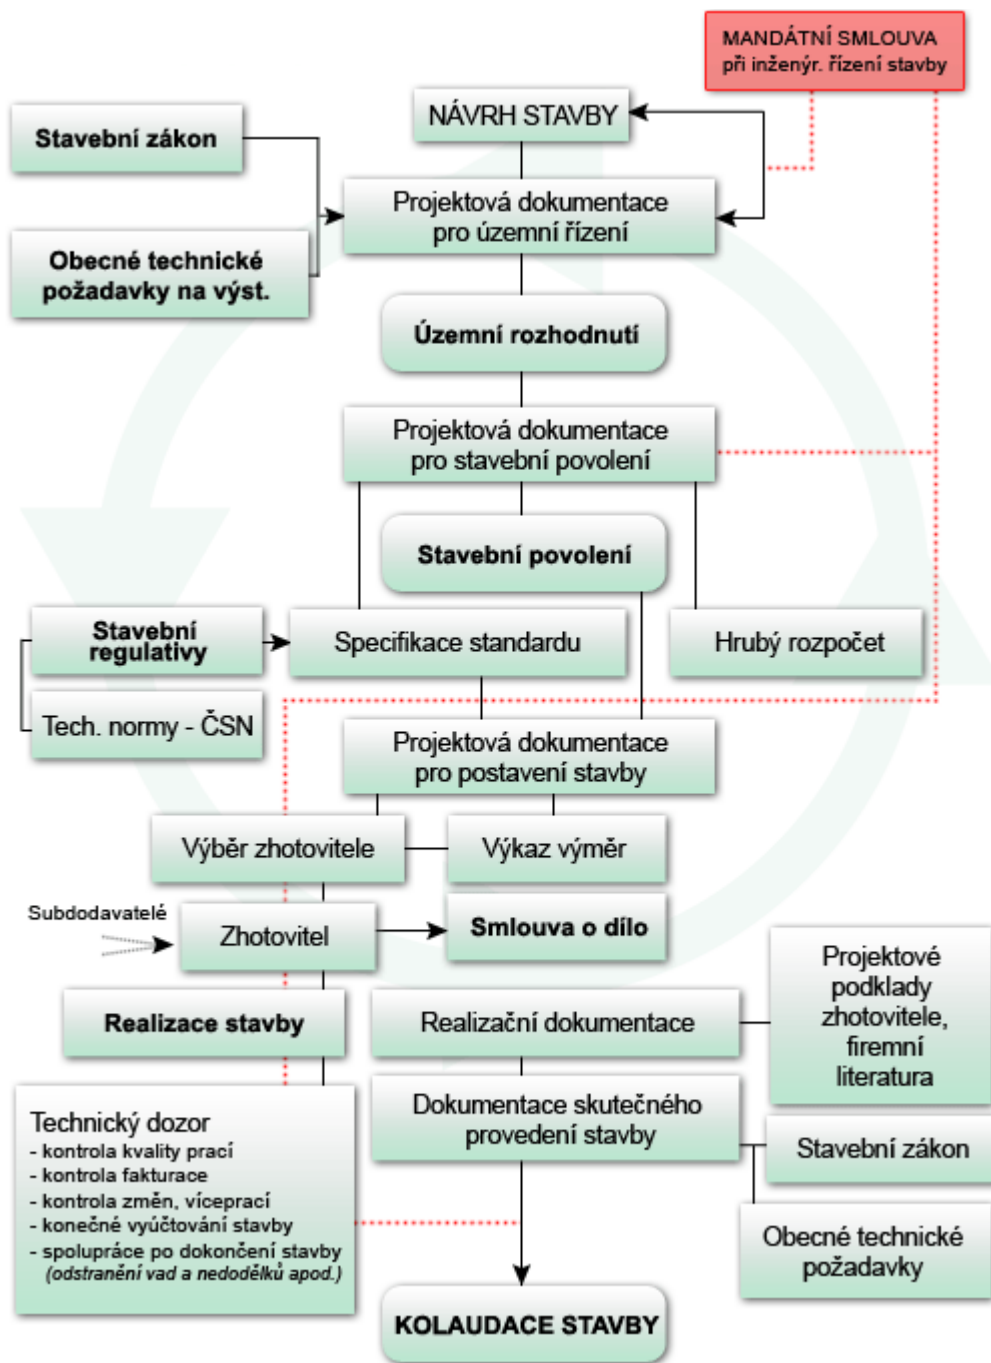 MANDÁTNÍ SMLOUVA
při inženýr. řízení stavby
NÁVRH STAVBY
Stavební zákon
Projektová dokumentace
pro územní řízení
Obecné technické
požadavky na výst.
Územní rozhodnutí
Projektová dokumentace
pro stavební povolení
Stavební povolení
Stavební
regulativy
Specifikace standardu
Hrubý rozpočet
Tech. normy - ČSN
Projektová dokumentace
pro postavení stavby
Výběr zhotovitele
Výkaz výměr
Subdodavatelé
Zhotovitel
Smlouva o dílo
Projektové
podklady
zhotovitele,
firemní
literatura
Realizace stavby
Realizační dokumentace
Dokumentace skutečného
provedení stavby
Technický dozor
- kontrola kvality prací
- kontrola fakturace
- kontrola změn, víceprací
- konečné vyúčtování stavby
- spolupráce po dokončení stavby
(odstranění vad a nedodělků apod.)
Stavební zákon
Obecné technické
požadavky
KOLAUDACE STAVBY